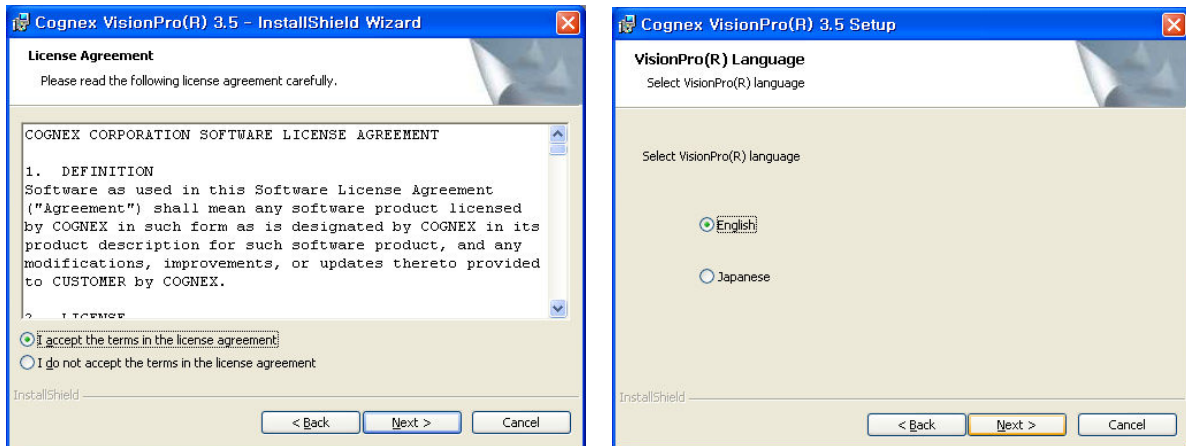 Cognex VisionPro(R) 3.5 - InstallShield Wizard
License Agreement
Please read the following license agreement carefully.
COGNEX CORPORATION SOFTWARE LICENSE AGREEMENT
1. DEFINITION
Software as used in this Software License Agreement
("Agreement") shall mean any software product licensed
by COGNEX in such form as is designated by COGNEX in its
product description for such software product, and any
modifications, improvements, or updates thereto provided
to CUSTOMER by COGNEX.
2. LICENSE
I accept the terms in the license agreement
I do not accept the terms in the license agreement
InstallShield
< Back
Next >
Cancel
Cognex VisionPro(R) 3.5 Setup
VisionPro(R) Language
Select VisionPro(R) language
Select VisionPro(R) language
English
Japanese
InstallShield
< Back
Next >
Cancel